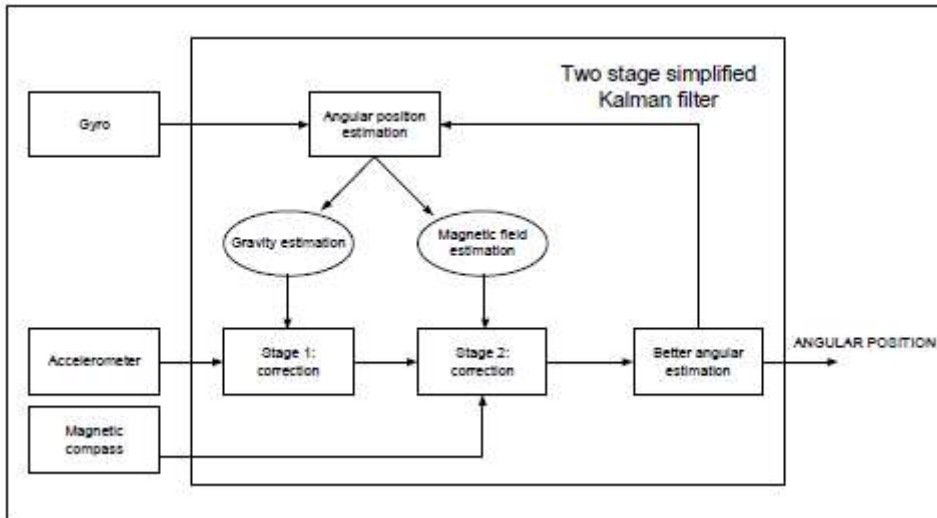 Two stage simplified
Kalman filter
Gyro
Angular position
estimation
Gravity estimation
Magnetic field
estimation
Accelerometer
Stage 1:
correction
Stage 2:
correction
Better angular
estimation
ANGULAR POSITION
Magnetic
compass